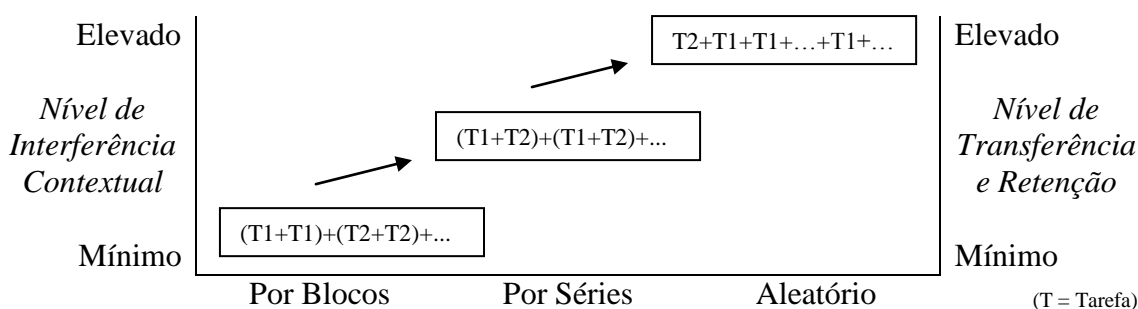 Elevado
T2+T1+T1+…+T1+…
Elevado
Nível de
Interferência
Contextual
(T1+T2)+(T1+T2)+...
Nível de
Transferência
e Retenção
(T1+T1)+(T2+T2)+...
Mínimo
Mínimo
Por Blocos
Por Séries
Aleatório
(T = Tarefa)